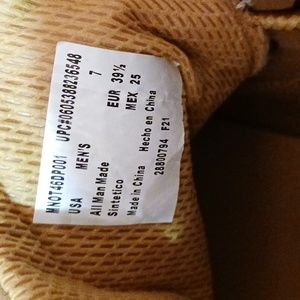 MNOT46DP001 UPC#0605388236548
USA MEN'S 7
All Man Made EUR 39½
Sintetico MEX 25
Made in China Hecho en China
28800794 F21